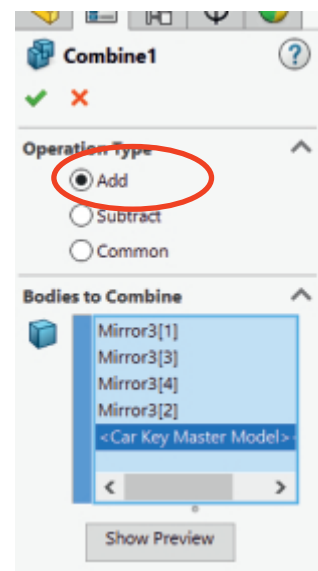 Combine1
?
Operation Type
Add
Subtract
Common
Bodies to Combine
Mirror3[1]
Mirror3[3]
Mirror3[4]
Mirror3[2]
<Car Key Master Model>-
Show Preview